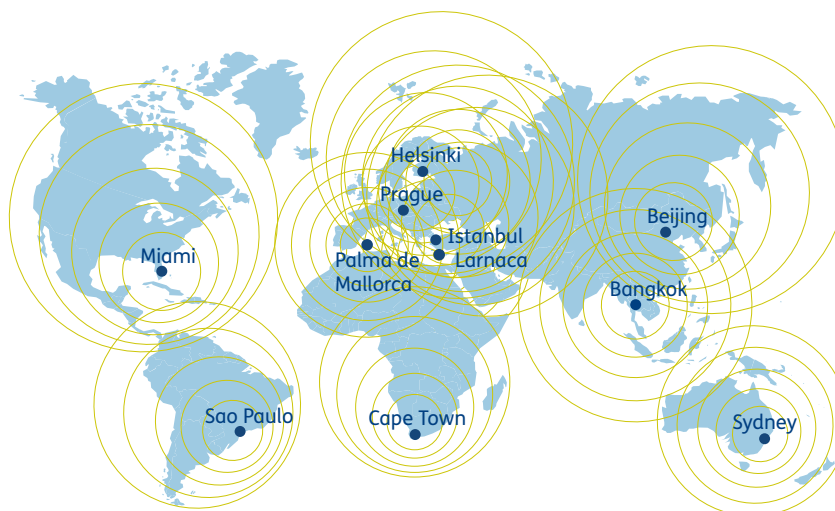 Helsinki
Prague
Beijing
Istanbul
Miami
Palma de
Mallorca
Larnaca
Bangkok
Sao Paulo
Cape Town
Sydney